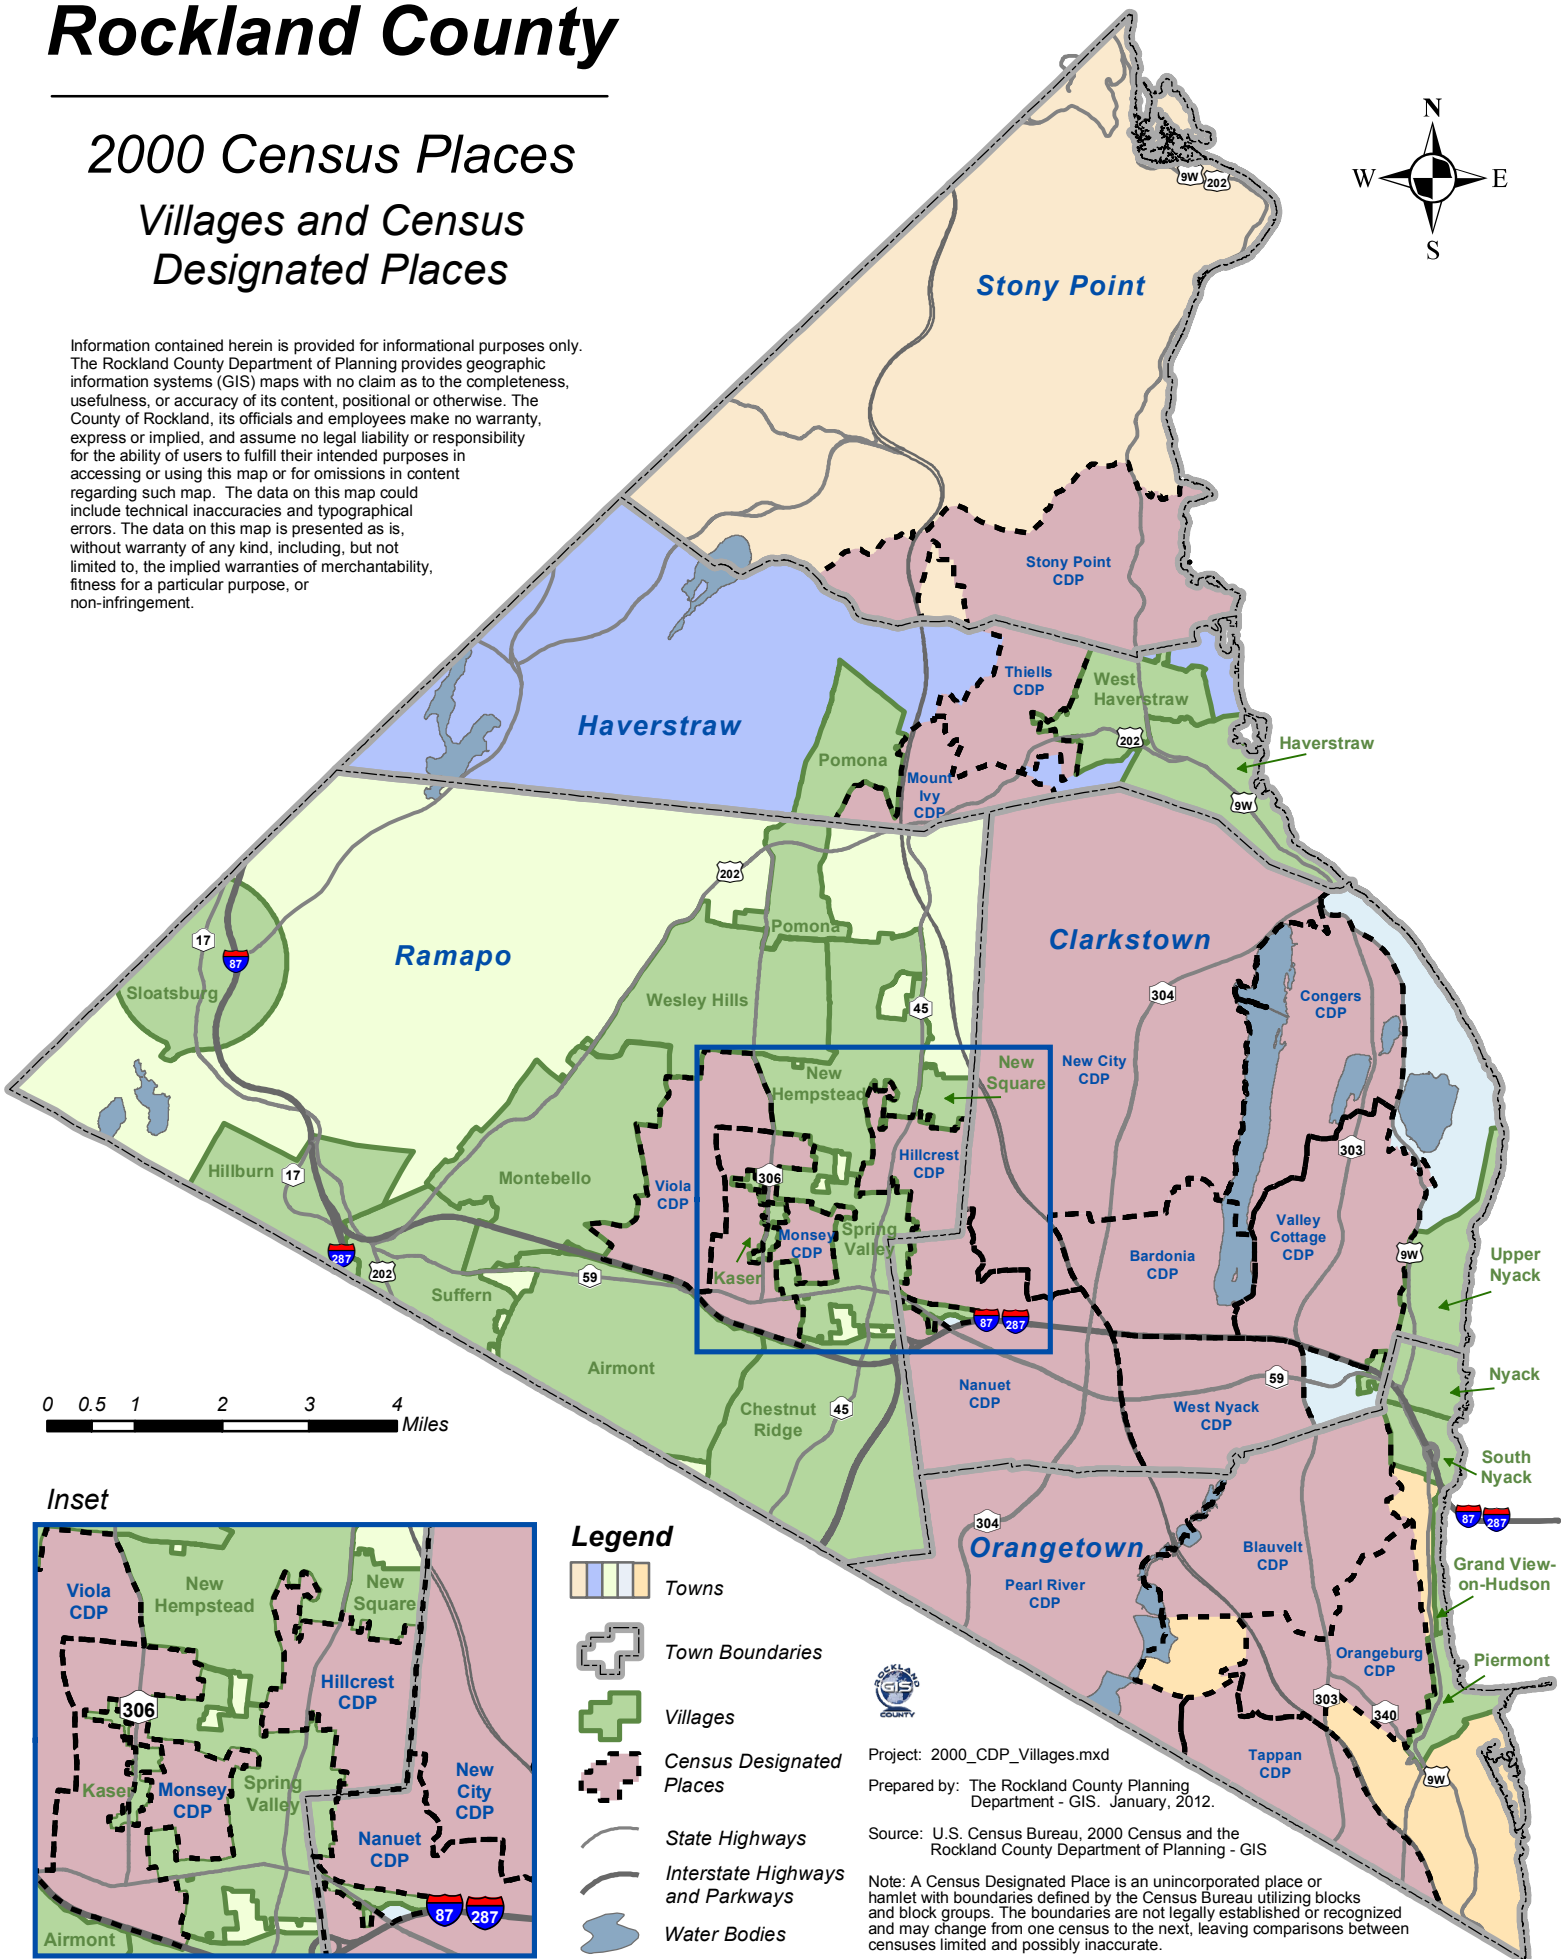 Rockland County
2000 Census Places
Villages and Census
Designated Places
Information contained herein is provided for informational purposes only.
The Rockland County Department of Planning provides geographic
information systems (GIS) maps with no claim as to the completeness,
usefulness, or accuracy of its content, positional or otherwise. The
County of Rockland, its officials and employees make no warranty,
express or implied, and assume no legal liability or responsibility
for the ability of users to fulfill their intended purposes in
accessing or using this map or for omissions in content
regarding such map. The data on this map could
include technical inaccuracies and typographical
errors. The data on this map is presented as is,
without warranty of any kind, including, but not
limited to, the implied warranties of merchantability,
fitness for a particular purpose, or
non-infringement.
N
W E
S
9W 202
Stony Point
Stony Point
CDP
Thiells
CDP
West
Haverstraw
Haverstraw
202
Haverstraw
Pomona
Mount
Ivy
CDP
9W
202
Pomona
17
87
Ramapo
Clarkstown
Sloatsburg
Wesley Hills
45
304
Congers
CDP
New City
CDP
New
Square
New
Hempstead
303
Hillburn
17
Montebello
Viola
CDP
306
Hillcrest
CDP
Monsey
CDP
Spring
Valley
Kaser
Bardonia
CDP
Valley
Cottage
CDP
9W
Upper
Nyack
287
202
59
Suffern
87 287
Airmont
Nanuet
CDP
59
Nyack
West Nyack
CDP
Chestnut
Ridge
45
South
Nyack
0 0.5 1 2 3 4
Miles
304
87 287
Orangetown
Blauvelt
CDP
Pearl River
CDP
Grand View-
on-Hudson
Orangeburg
CDP
Piermont
303
340
Tappan
CDP
9W
Inset
Viola
CDP
New
Hempstead
New
Square
Hillcrest
CDP
306
Kaser
Monsey
CDP
Spring
Valley
New
City
CDP
Nanuet
CDP
87 287
Airmont
Legend
Towns
Town Boundaries
Villages
Census Designated
Places
State Highways
Interstate Highways
and Parkways
Water Bodies
ROCKLAND
GIS
COUNTY
Project: 2000_CDP_Villages.mxd
Prepared by: The Rockland County Planning
Department - GIS. January, 2012.
Source: U.S. Census Bureau, 2000 Census and the
Rockland County Department of Planning - GIS
Note: A Census Designated Place is an unincorporated place or
hamlet with boundaries defined by the Census Bureau utilizing blocks
and block groups. The boundaries are not legally established or recognized
and may change from one census to the next, leaving comparisons between
censuses limited and possibly inaccurate.